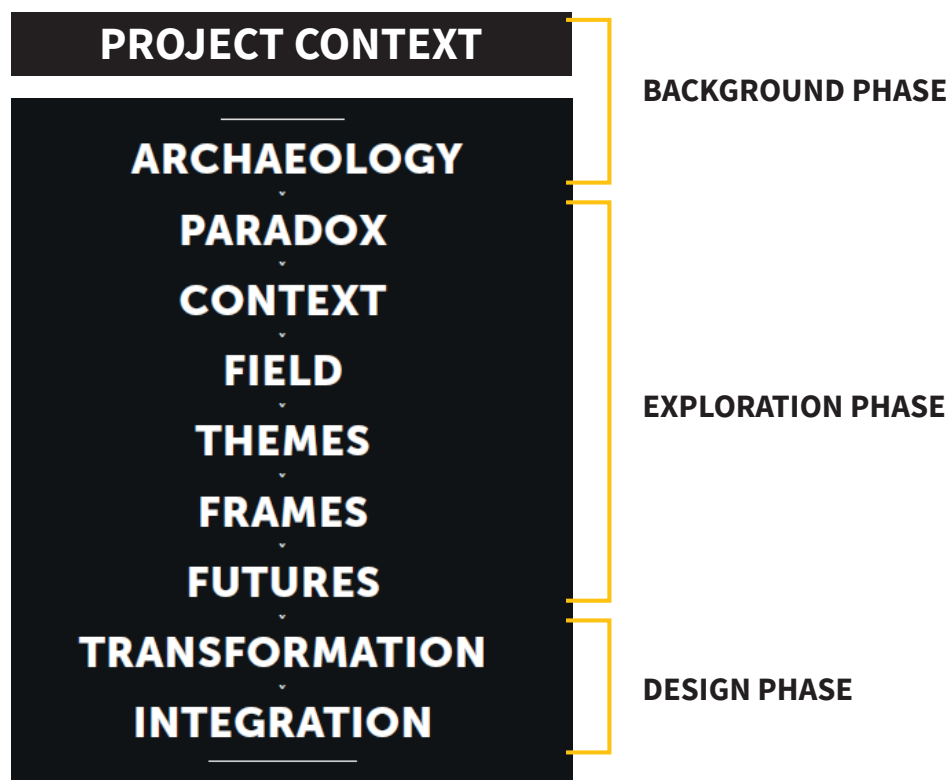 PROJECT CONTEXT
BACKGROUND PHASE
ARCHAEOLOGY
PARADOX
CONTEXT
FIELD
EXPLORATION PHASE
THEMES
FRAMES
FUTURES
TRANSFORMATION
DESIGN PHASE
INTEGRATION